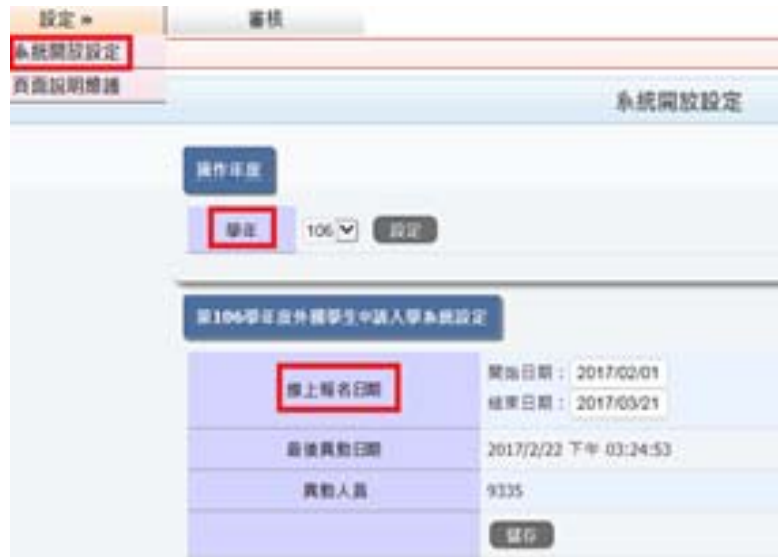 設定 »
審核
系統開放設定
頁面說明維護
系統開放設定
操作年度
學年 106 設定
第106學年度外國學生申請入學系統設定
線上報名日期
開始日期： 2017/02/01
結束日期： 2017/03/21
最後異動日期 2017/2/22 下午 03:24:53
異動人員 9335
儲存